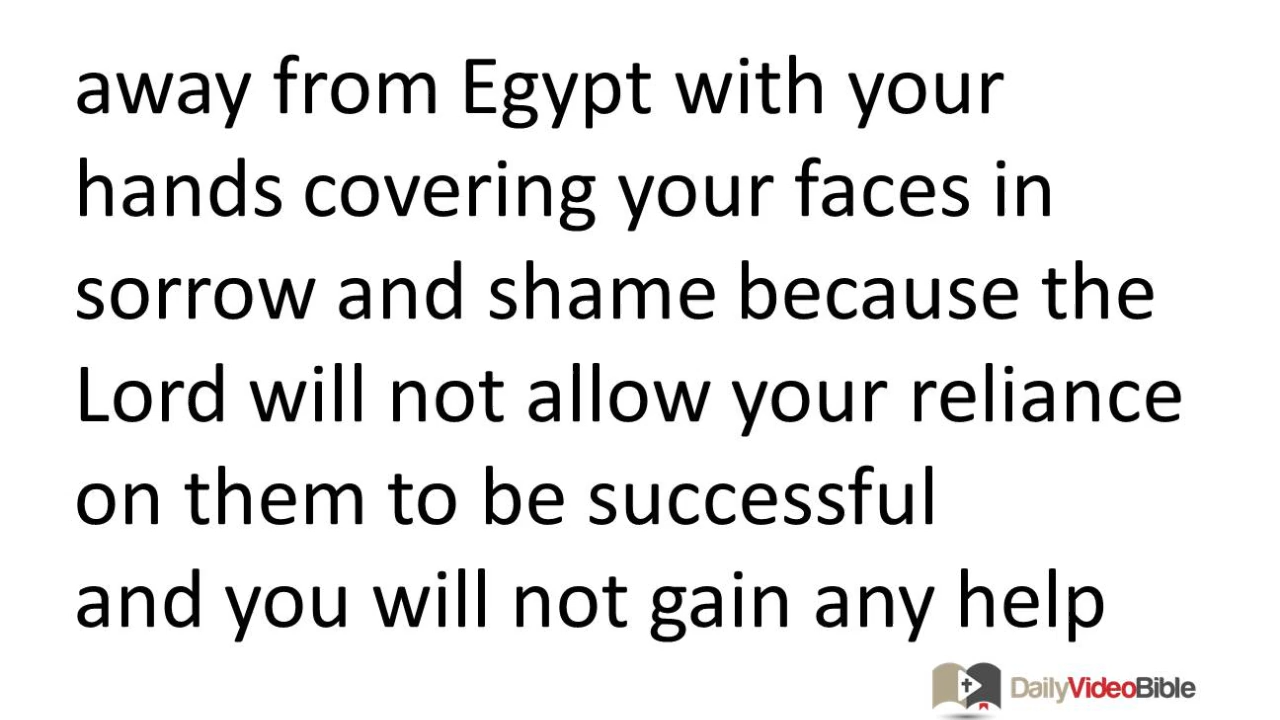 away from Egypt with your
hands covering your faces in
sorrow and shame because the
Lord will not allow your reliance
on them to be successful
and you will not gain any help
DailyVideoBible